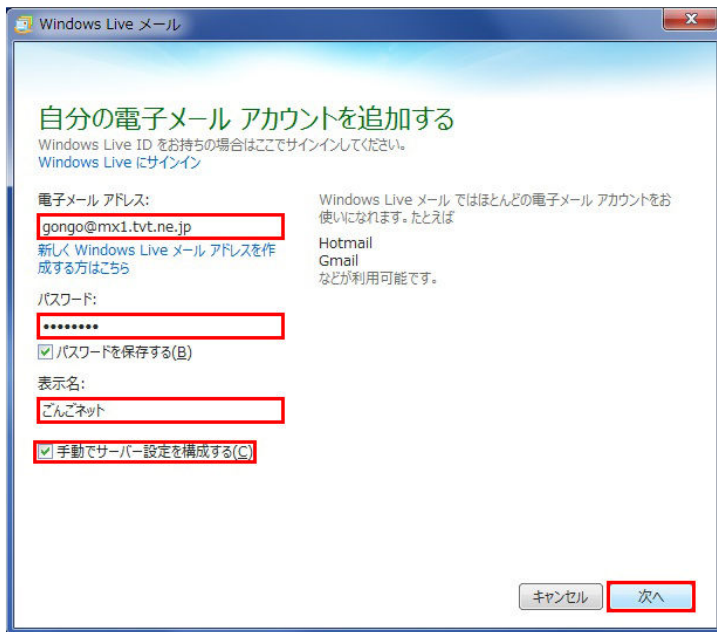 Windows Live メール
自分の電子メール アカウントを追加する
Windows Live ID をお持ちの場合はここでサインインしてください。
Windows Live にサインイン
電子メール アドレス:
gongo@mx1.tvt.ne.jp
新しく Windows Live メール アドレスを作
成する方はこちら
パスワード:
••••••••
パスワードを保存する(B)
表示名:
ごんごネット
手動でサーバー設定を構成する(C)
Windows Live メール ではほとんどの電子メール アカウントをお
使いになれます。たとえば
Hotmail
Gmail
などが利用可能です。
キャンセル
次へ